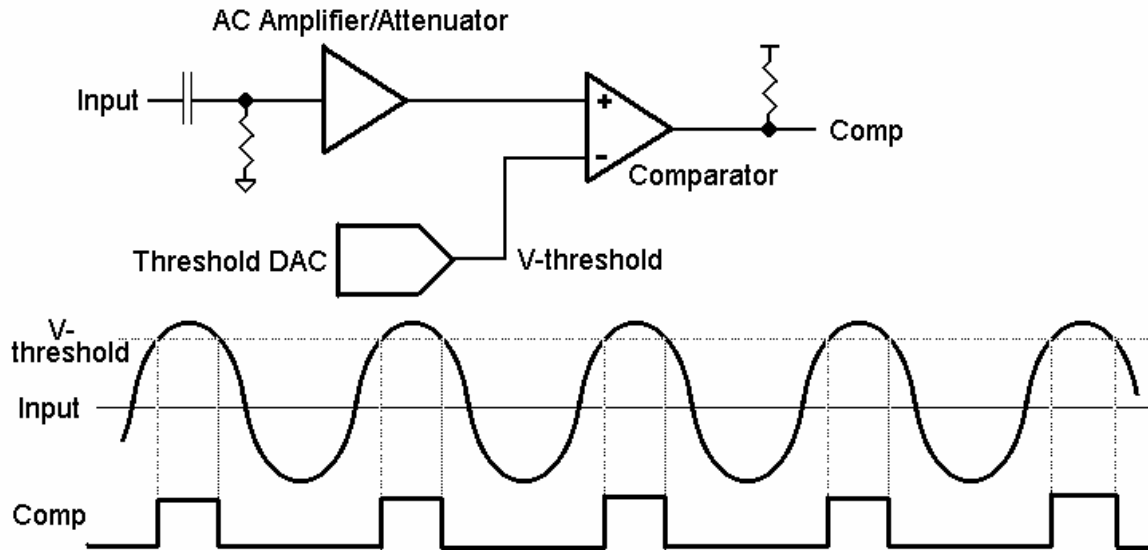 AC Amplifier/Attenuator
Input
+
-
Comp
Comparator
Threshold DAC
V-threshold
V-
threshold
Input
Comp